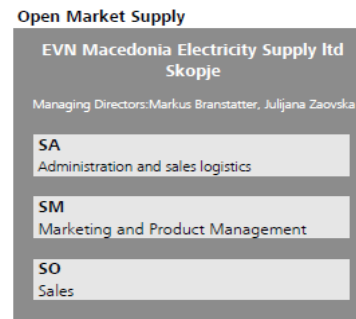 Open Market Supply
EVN Macedonia Electricity Supply ltd
Skopje
Managing Directors:Markus Branstatter, Julijana Zaovska
SA
Administration and sales logistics
SM
Marketing and Product Management
SO
Sales